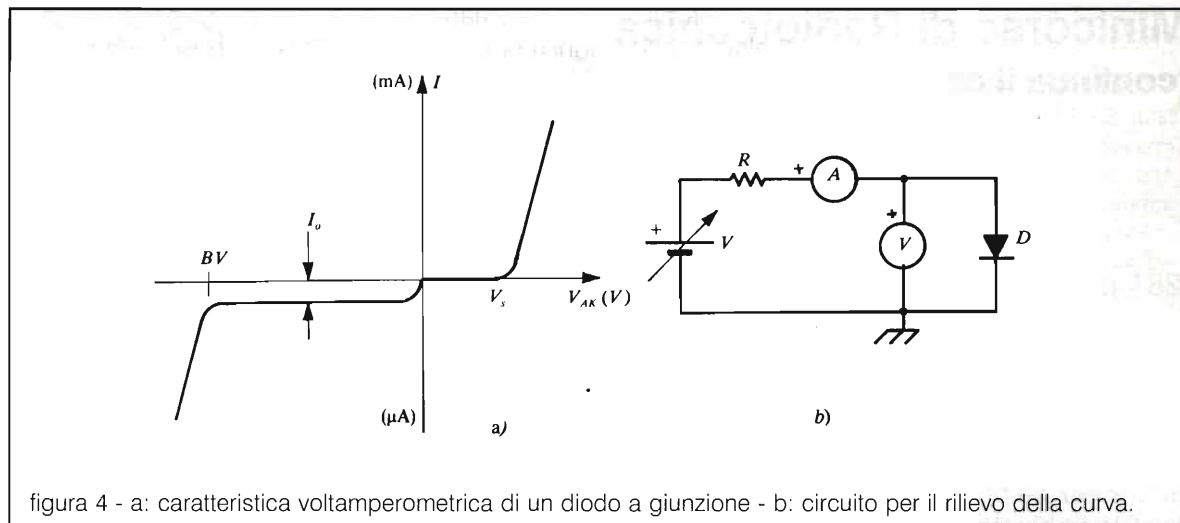 (mA)
I
I_o
BV
V_s
V_AK (V)
(µA)
a)
R
+
A
+
V
+
V
D
b)
figura 4 - a: caratteristica voltamperometrica di un diodo a giunzione - b: circuito per il rilievo della curva.